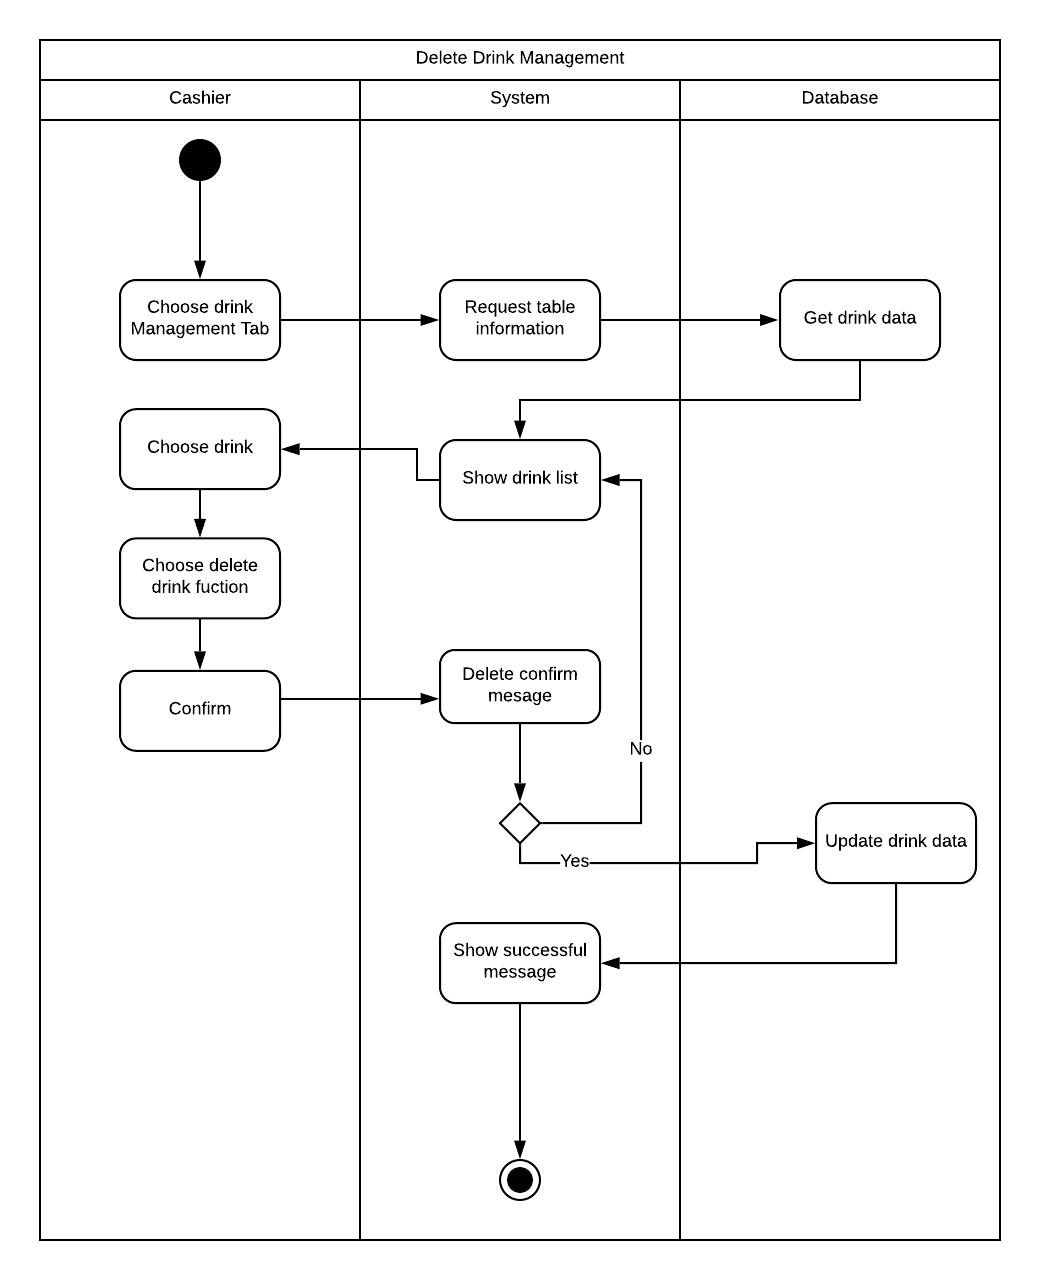 Delete Drink Management
Cashier
System
Database
Choose drink
Management Tab
Request table
information
Get drink data
Choose drink
Show drink list
Choose delete
drink fuction
Confirm
Delete confirm
mesage
No
Update drink data
Yes
Show successful
message